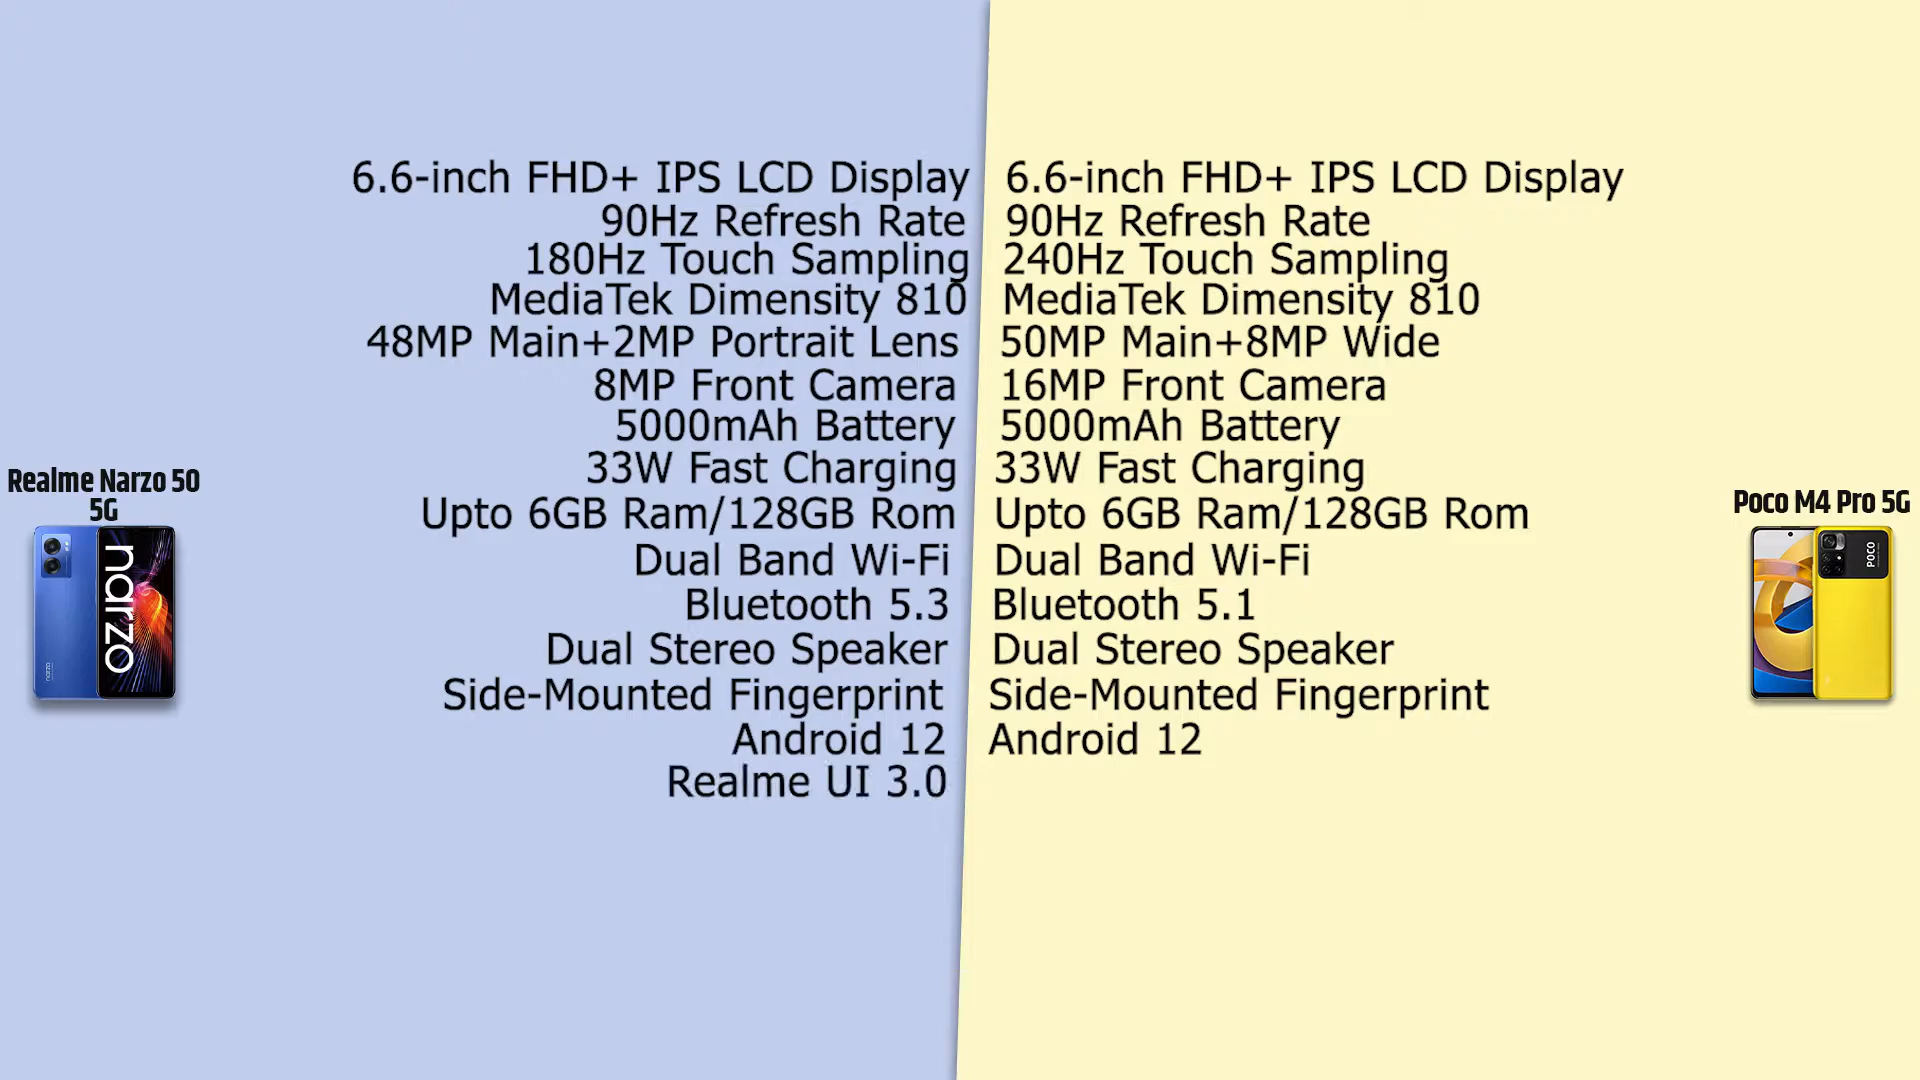 6.6-inch FHD+ IPS LCD Display
90Hz Refresh Rate
180Hz Touch Sampling
MediaTek Dimensity 810
48MP Main+2MP Portrait Lens
8MP Front Camera
5000mAh Battery
33W Fast Charging
Upto 6GB Ram/128GB Rom
Dual Band Wi-Fi
Bluetooth 5.3
Dual Stereo Speaker
Side-Mounted Fingerprint
Android 12
Realme UI 3.0
Realme Narzo 50
5G
narzo
narzo
6.6-inch FHD+ IPS LCD Display
90Hz Refresh Rate
240Hz Touch Sampling
MediaTek Dimensity 810
50MP Main+8MP Wide
16MP Front Camera
5000mAh Battery
33W Fast Charging
Upto 6GB Ram/128GB Rom
Dual Band Wi-Fi
Bluetooth 5.1
Dual Stereo Speaker
Side-Mounted Fingerprint
Android 12
Poco M4 Pro 5G
POCO